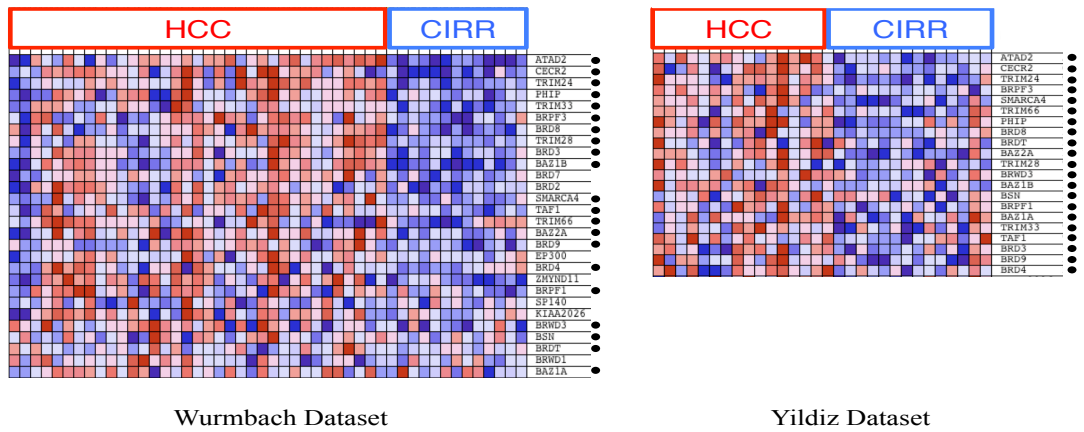 HCC CIRR
ATAD2
CECR2
TRIM24
PHIP
TRIM33
BRPF3
BRD8
TRIM28
BRD3
BAZ1B
BRD7
BRD2
SMARCA4
TAF1
TRIM66
BAZ2A
BRD9
EP300
BRD4
ZMYND11
BRPF1
SP140
KIAA2026
BRWD3
BSN
BRDT
BRWD1
BAZ1A
Wurmbach Dataset
HCC CIRR
ATAD2
CECR2
TRIM24
BRPF3
SMARCA4
TRIM66
PHIP
BRD8
BRDT
BAZ2A
TRIM28
BRWD3
BAZ1B
BSN
BRPF1
BAZ1A
TRIM33
TAF1
BRD3
BRD9
BRD4
Yildiz Dataset